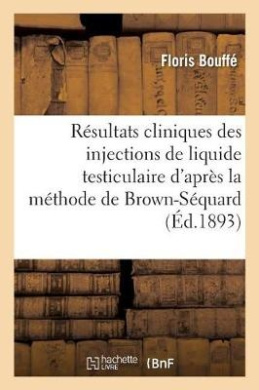 Floris Bouffé
Résultats cliniques des injections de liquide testiculaire d'après la méthode de Brown-Séquard (Éd.1893)
hachette
LIVRE
{BnF